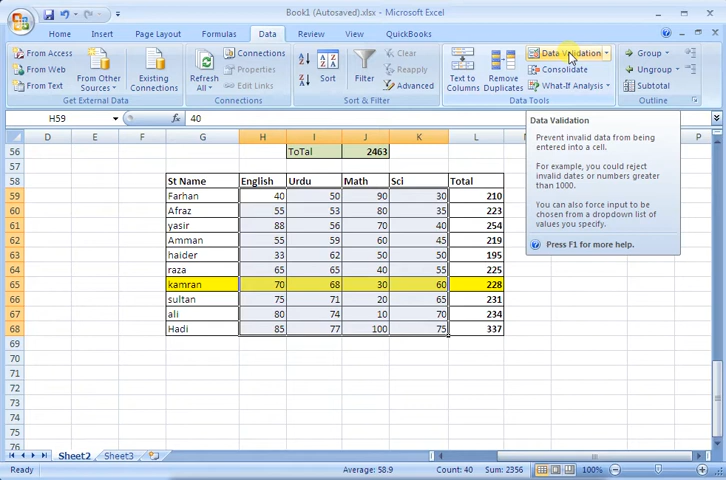 Book1 (Autosaved).xlsx - Microsoft Excel
Home Insert Page Layout Formulas Data Review View QuickBooks
From Access
From Web
From Text
From Other Sources
Existing Connections
Get External Data
Refresh All
Connections
Properties
Edit Links
Connections
Sort
Filter
Clear
Reapply
Advanced
Sort & Filter
Text to Columns
Remove Duplicates
Data Validation
Consolidate
What-If Analysis
Data Tools
Group
Ungroup
Subtotal
Outline
H59 40
Data Validation
Prevent invalid data from being
entered into a cell.
For example, you could reject
invalid dates or numbers greater
than 1000.
You can also force input to be
chosen from a dropdown list of
values you specify.
Press F1 for more help.
D E F G H I J K L M P
56 ToTal 2463
57
58 St Name English Urdu Math Sci Total
59 Farhan 40 50 90 30 210
60 Afraz 55 53 80 35 223
61 yasir 88 56 70 40 254
62 Amman 55 59 60 45 219
63 haider 33 62 50 50 195
64 raza 65 65 40 55 225
65 kamran 70 68 30 60 228
66 sultan 75 71 20 65 231
67 ali 80 74 10 70 234
68 Hadi 85 77 100 75 337
69
70
71
72
73
74
75
76
Sheet2 Sheet3
Ready Average: 58.9 Count: 40 Sum: 2356 100%